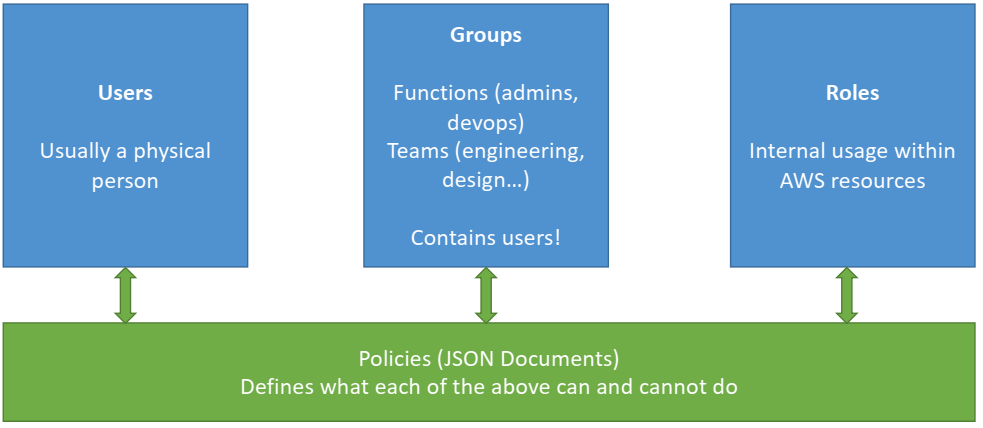 Users
Usually a physical
person
Groups
Functions (admins,
devops)
Teams (engineering,
design...)
Contains users!
Roles
Internal usage within
AWS resources
Policies (JSON Documents)
Defines what each of the above can and cannot do